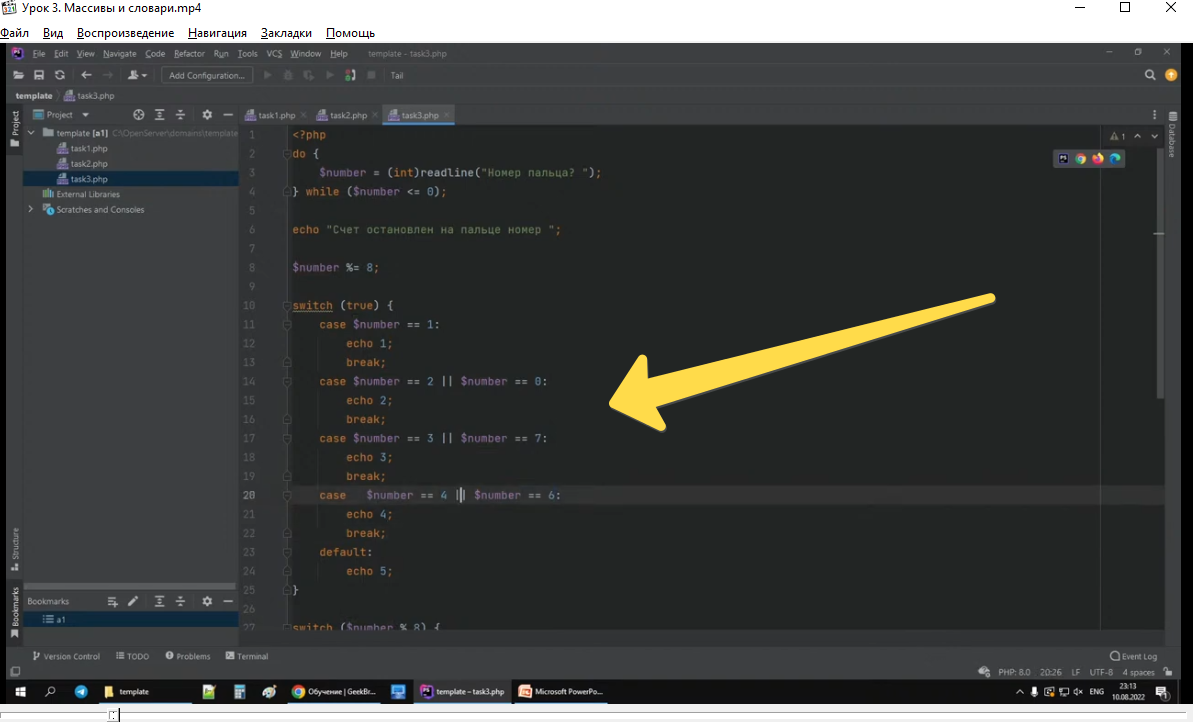 Урок 3. Массивы и словари.mp4
Файл Вид Воспроизведение Навигация Закладки Помощь
File Edit View Navigate Code Refactor Run Tools VCS Window Help template – task3.php
Add Configuration... Tail
template task3.php
Project task1.php task2.php task3.php
template [a1] C:\OpenServer\domains\template
task1.php
task2.php
task3.php
External Libraries
Scratches and Consoles
Project
Structure
Bookmarks
Database
1
1 <?php
2 do {
3 $number = (int)readline("Номер пальца? ");
4 } while ($number <= 0);
5
6 echo "Счет остановлен на пальце номер ";
7
8 $number %= 8;
9
10 switch (true) {
11 case $number == 1:
12 echo 1;
13 break;
14 case $number == 2 || $number == 0:
15 echo 2;
16 break;
17 case $number == 3 || $number == 7:
18 echo 3;
19 break;
20 case $number == 4 || $number == 6:
21 echo 4;
22 break;
23 default:
24 echo 5;
25 }
26
27 switch ($number % 8) {
Bookmarks
a1
Version Control TODO Problems Terminal Event Log
PHP: 8.0 20:26 LF UTF-8 4 spaces
template Обучение | GeekBr... template – task3.php Microsoft PowerPo... ENG 23:13
10.08.2022
1